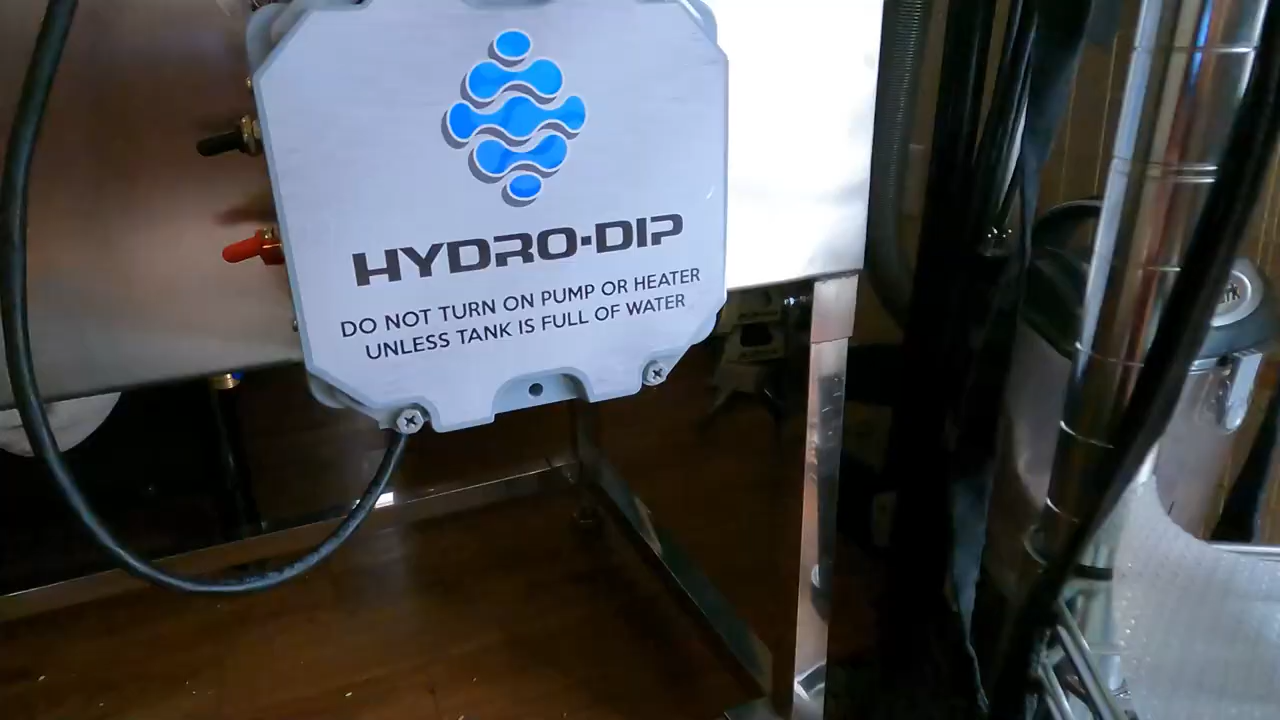 HYDRO-DIP
DO NOT TURN ON PUMP OR HEATER
UNLESS TANK IS FULL OF WATER